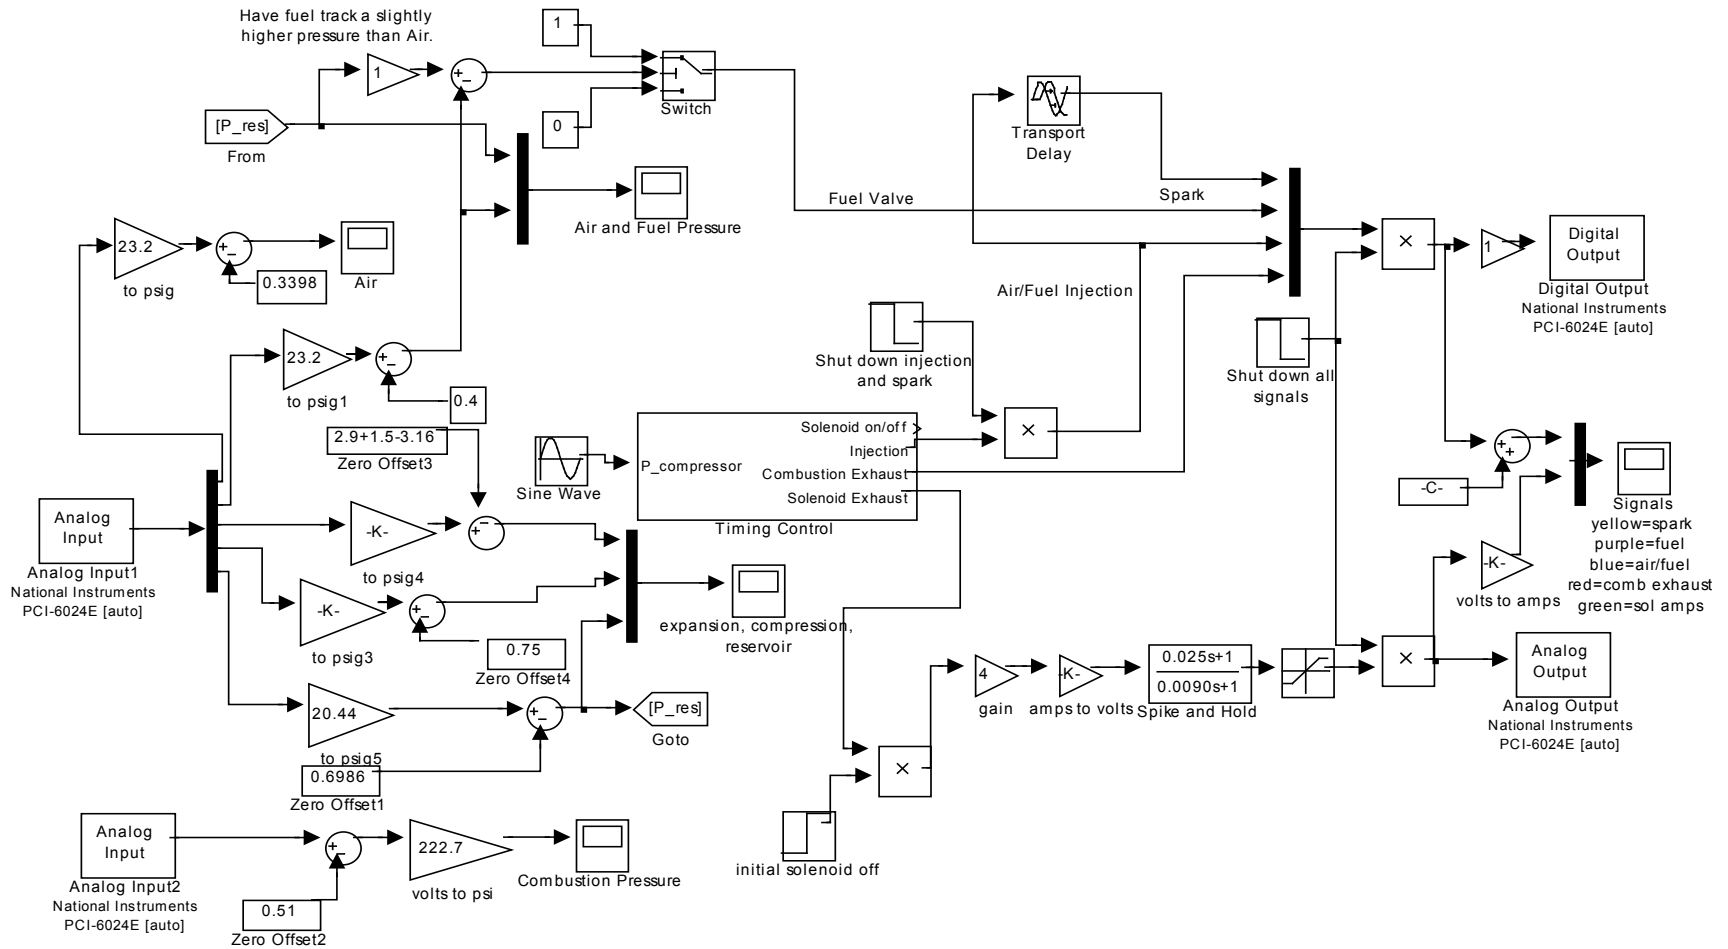 Have fuel track a slightly
higher pressure than Air.
1
1
+
−
Switch
0
[P_res]
From
Transport
Delay
Fuel Valve
Spark
Air and Fuel Pressure
23.2
+
−
to psig
0.3398
Air
×
1
Digital
Output
Digital Output
National Instruments
PCI-6024E [auto]
Air/Fuel Injection
23.2
+
−
to psig1
0.4
Shut down injection
and spark
Shut down all
signals
×
2.9+1.5-3.16
Zero Offset3
Sine Wave
P_compressor
Solenoid on/off
Injection
Combustion Exhaust
Solenoid Exhaust
Timing Control
+
+
-C-
Signals
yellow=spark
purple=fuel
blue=air/fuel
red=comb exhaust
green=sol amps
Analog
Input
Analog Input1
National Instruments
PCI-6024E [auto]
-K-
+
−
to psig4
-K-
+
−
to psig3
0.75
Zero Offset4
expansion, compression,
reservoir
-K-
volts to amps
20.44
+
−
to psig5
0.6986
Zero Offset1
[P_res]
Goto
4
gain
-K-
amps to volts
0.025s+1
0.0090s+1
Spike and Hold
×
Analog
Output
Analog Output
National Instruments
PCI-6024E [auto]
×
initial solenoid off
Analog
Input
Analog Input2
National Instruments
PCI-6024E [auto]
+
−
0.51
Zero Offset2
222.7
volts to psi
Combustion Pressure